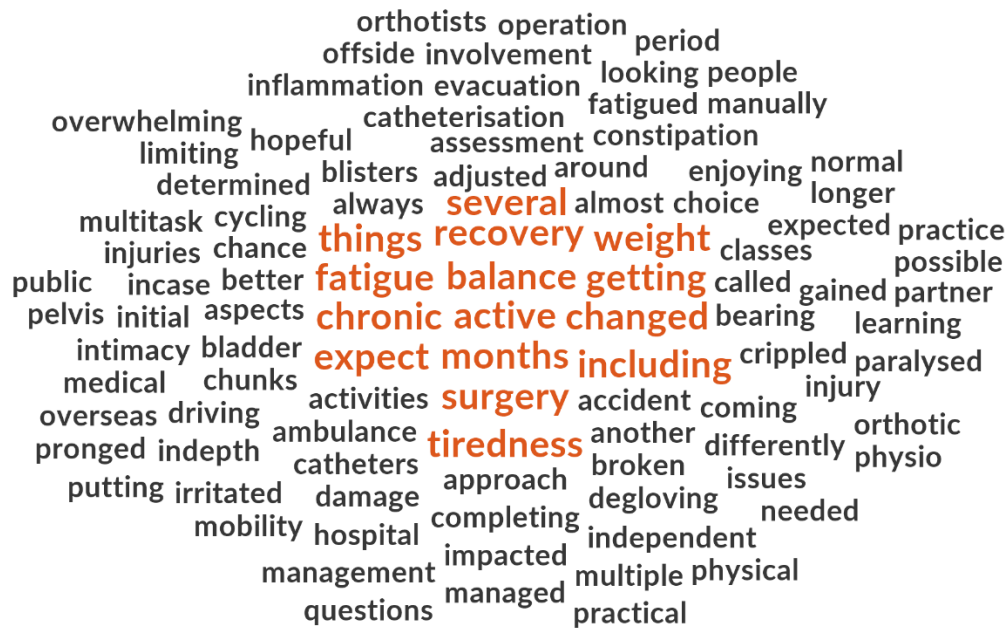 orthotists operation
period
offside involvement
looking people
inflammation evacuation
fatigued manually
overwhelming
catheterisation
hopeful
assessment constipation
limiting
blisters adjusted around enjoying normal
determined
longer
always several almost choice
multitask cycling
expected practice
injuries chance things recovery weight classes
possible
public incase better fatigue balance getting called gained partner
pelvis initial aspects chronic active changed bearing learning
intimacy bladder expect months including crippled paralysed
medical chunks
injury
activities surgery accident coming
overseas driving
orthotic
ambulance tiredness another differently
pronged indepth
physio
catheters broken issues
approach
putting irritated damage degloving needed
mobility hospital completing independent
impacted
management multiple physical
managed
questions practical